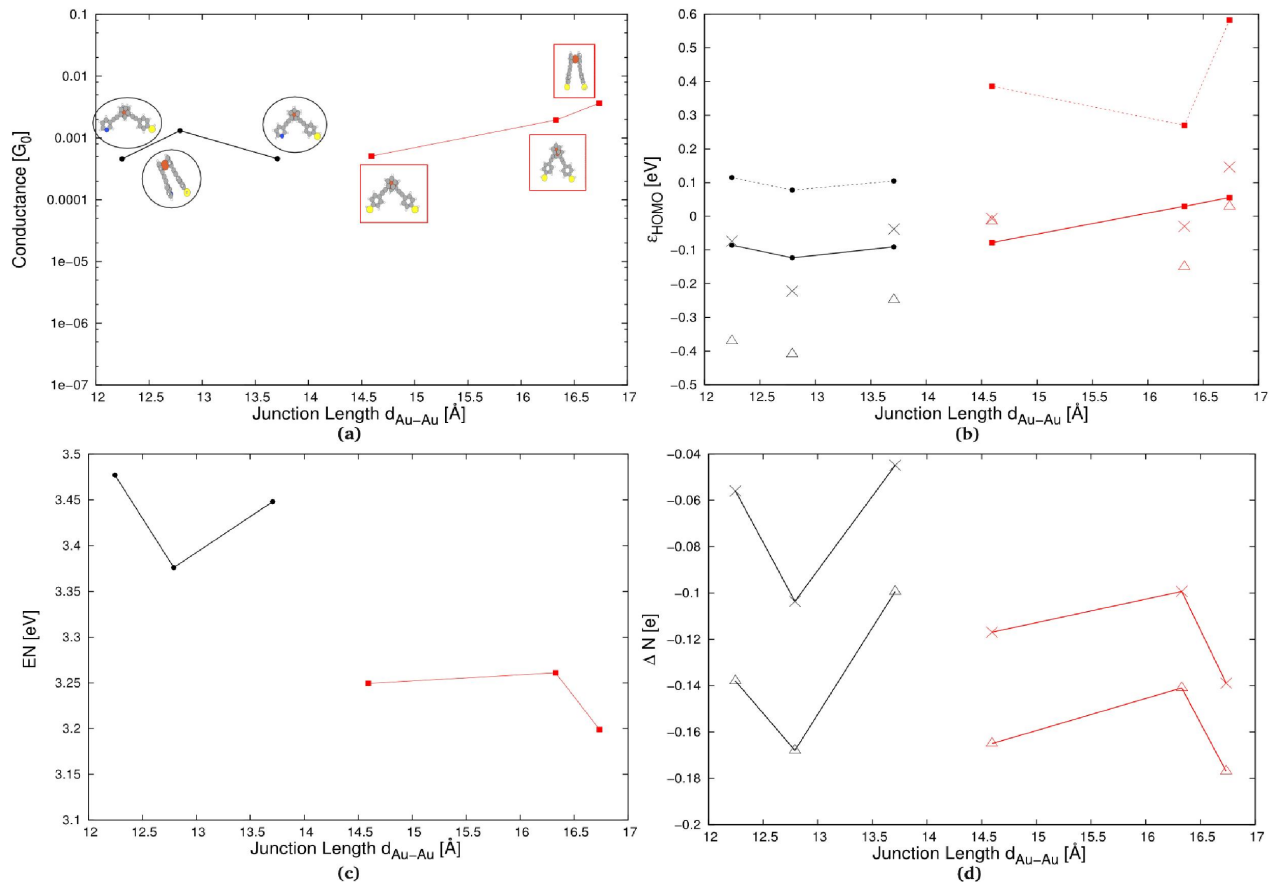 0.1
0.01
0.001
0.0001
1e−05
1e−06
1e−07
Conductance [G0]
12 12.5 13 13.5 14 14.5 15 15.5 16 16.5 17
Junction Length dAu−Au [Å]
(a)
0.6
0.5
0.4
0.3
0.2
0.1
0
−0.1
−0.2
−0.3
−0.4
−0.5
εHOMO [eV]
12 12.5 13 13.5 14 14.5 15 15.5 16 16.5 17
Junction Length dAu−Au [Å]
(b)
3.5
3.45
3.4
3.35
3.3
3.25
3.2
3.15
3.1
EN [eV]
12 12.5 13 13.5 14 14.5 15 15.5 16 16.5 17
Junction Length dAu−Au [Å]
(c)
−0.04
−0.06
−0.08
−0.1
−0.12
−0.14
−0.16
−0.18
−0.2
Δ N [e]
12 12.5 13 13.5 14 14.5 15 15.5 16 16.5 17
Junction Length dAu−Au [Å]
(d)